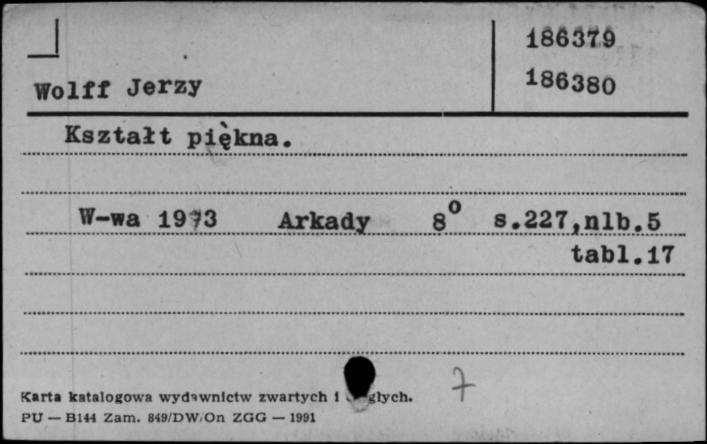 186379
186380
Wolff Jerzy
Kształt piękna.
W-wa 1973 Arkady 8° s.227,nlb.5
tabl.17
7
Karta katalogowa wydawnictw zwartych i
PU — B144 Zam. 849/DW/On ZGG — 1991